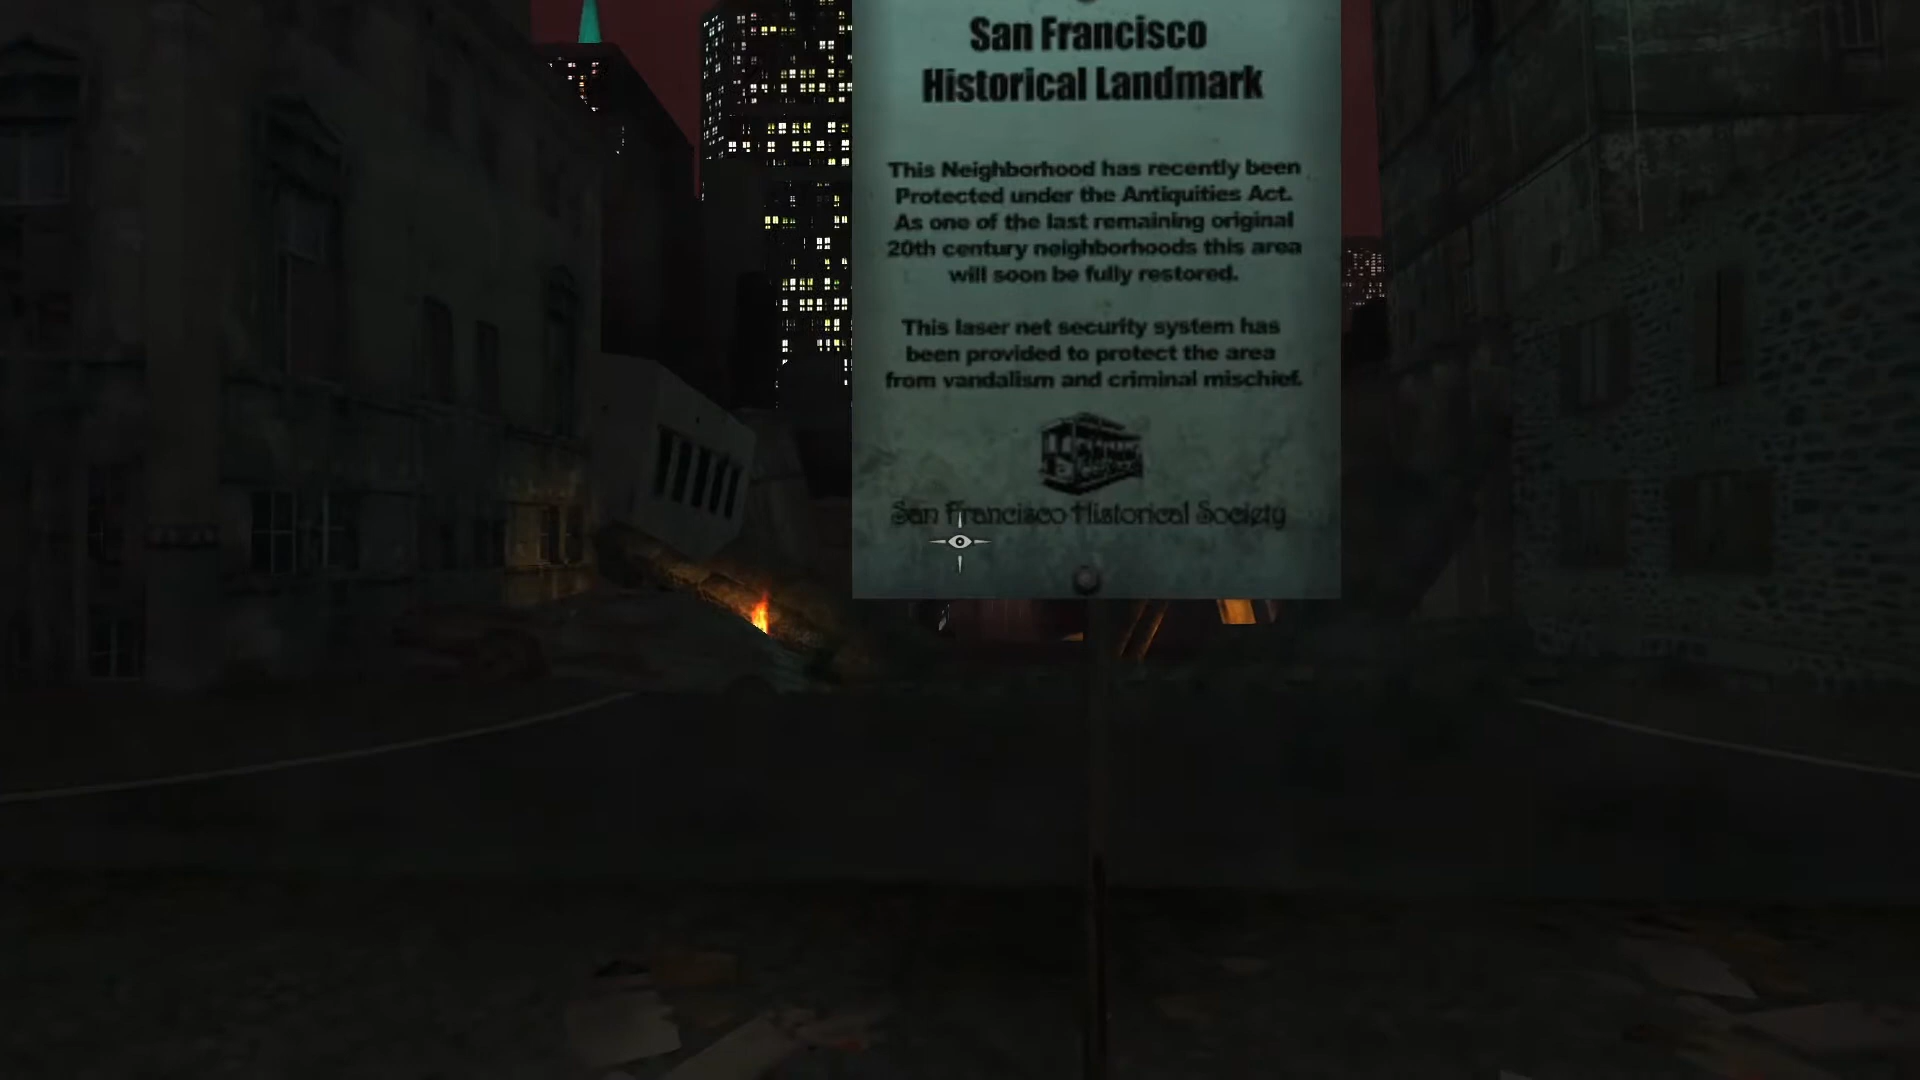 San Francisco
Historical Landmark
This Neighborhood has recently been
Protected under the Antiquities Act.
As one of the last remaining original
20th century neighborhoods this area
will soon be fully restored.
This laser net security system has
been provided to protect the area
from vandalism and criminal mischief.
San Francisco Historical Society